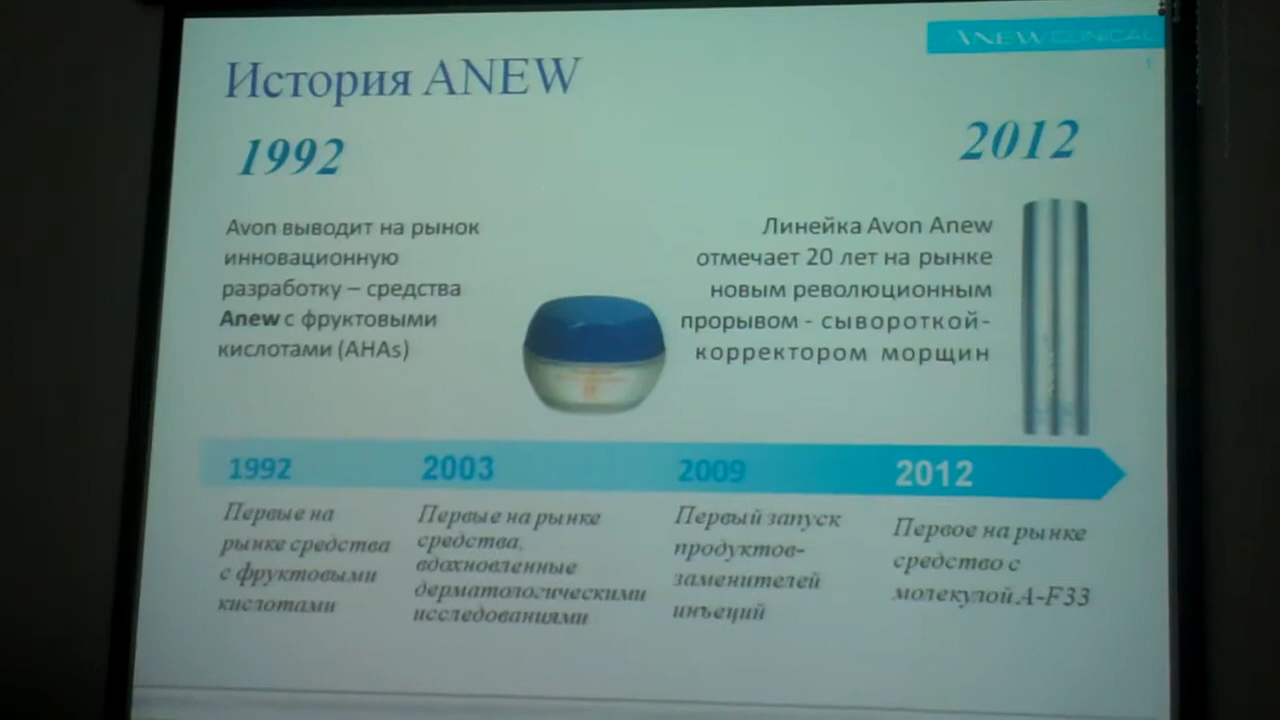 ANEW CLINICAL
История ANEW
1992
2012
Avon выводит на рынок
инновационную
разработку – средства
Anew с фруктовыми
кислотами (AHAs)
Линейка Avon Anew
отмечает 20 лет на рынке
новым революционным
прорывом - сывороткой-
корректором морщин
1992
Первые на
рынке средства
с фруктовыми
кислотами
2003
Первые на рынке
средства,
вдохновленные
дерматологическими
исследованиями
2009
Первый запуск
продуктов-
заменителей
инъеций
2012
Первое на рынке
средство с
молекулой A-F33